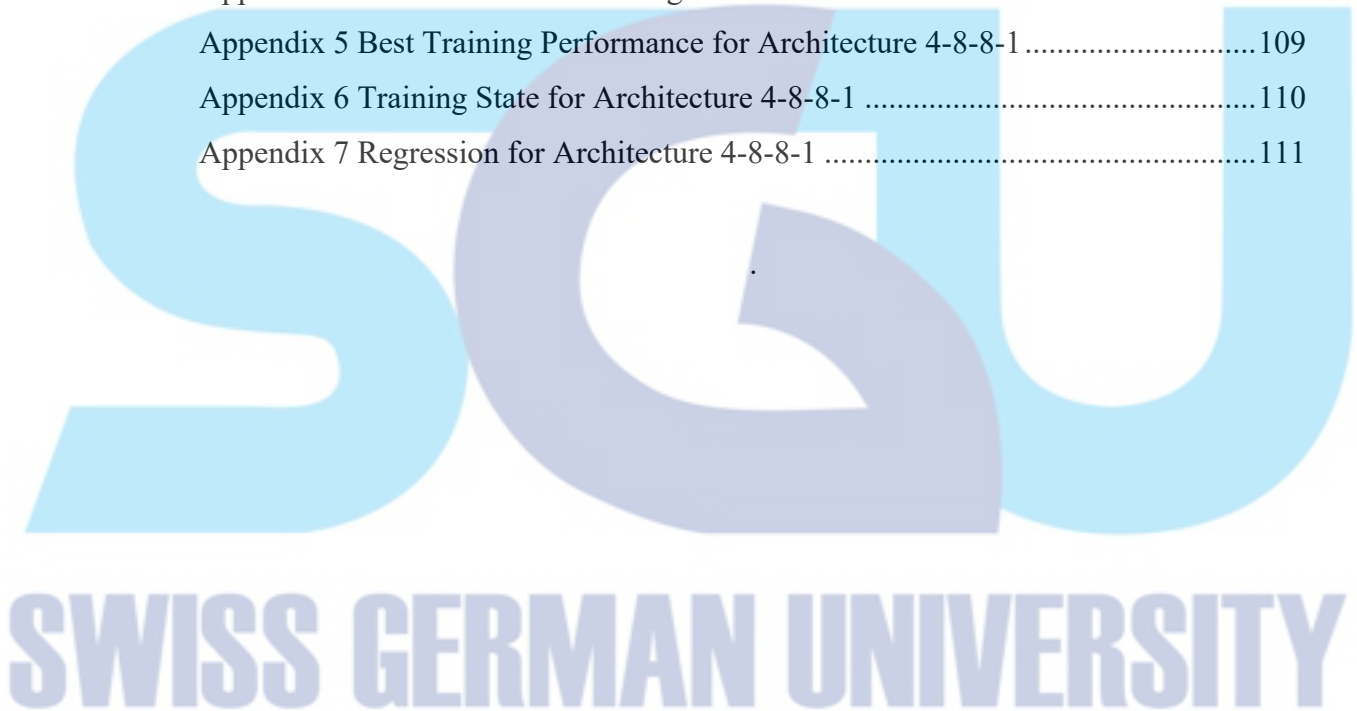 Appendix 5 Best Training Performance for Architecture 4-8-8-1.............................109
Appendix 6 Training State for Architecture 4-8-8-1 .................................................110
Appendix 7 Regression for Architecture 4-8-8-1 ......................................................111
.
SGU
SWISS GERMAN UNIVERSITY